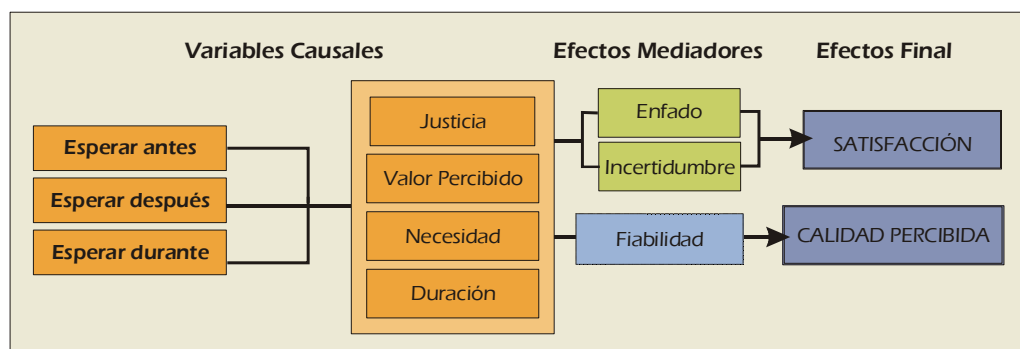 Variables Causales
Efectos Mediadores
Efectos Final
Esperar antes
Esperar después
Esperar durante
Justicia
Valor Percibido
Necesidad
Duración
Enfado
Incertidumbre
Fiabilidad
SATISFACCIÓN
CALIDAD PERCIBIDA